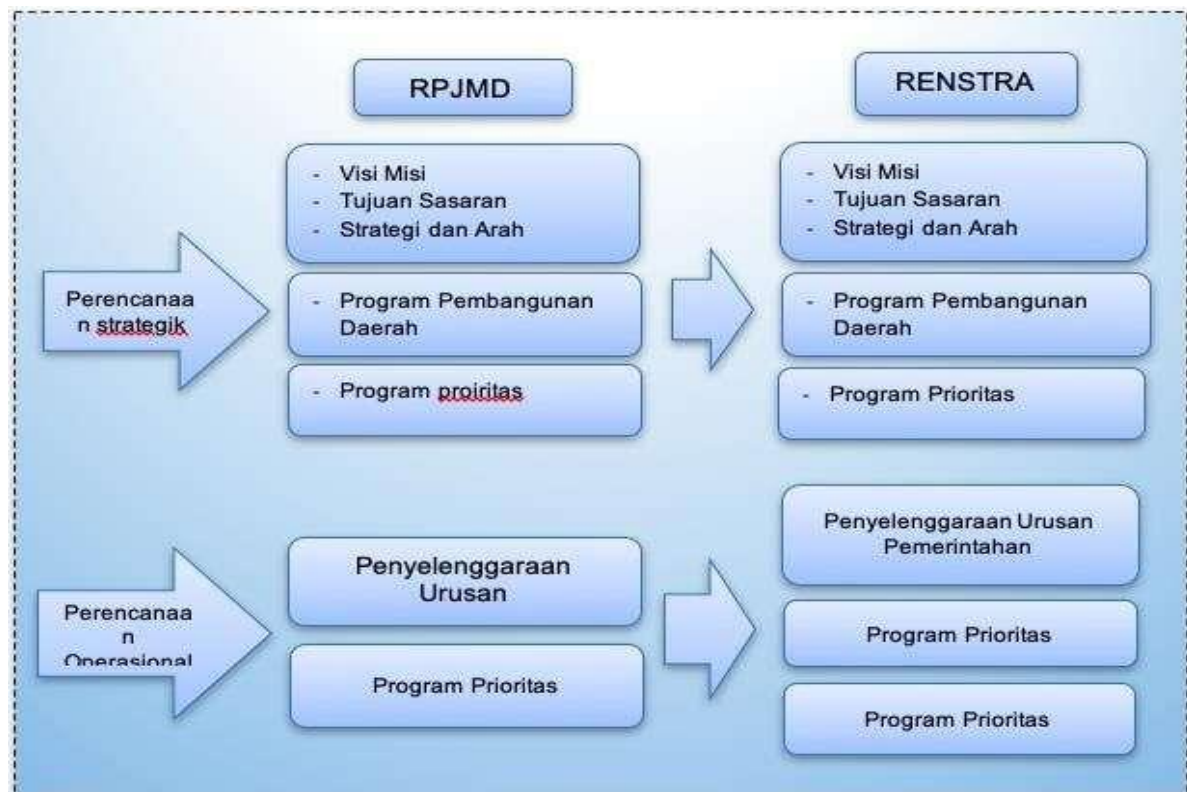 RPJMD
RENSTRA
Perencanaa
n strategik
- Visi Misi
- Tujuan Sasaran
- Strategi dan Arah
- Program Pembangunan
Daerah
- Program proiritas
- Visi Misi
- Tujuan Sasaran
- Strategi dan Arah
- Program Pembangunan
Daerah
- Program Prioritas
Perencanaa
n
Operasional
Penyelenggaraan
Urusan
Program Prioritas
Penyelenggaraan Urusan
Pemerintahan
Program Prioritas
Program Prioritas